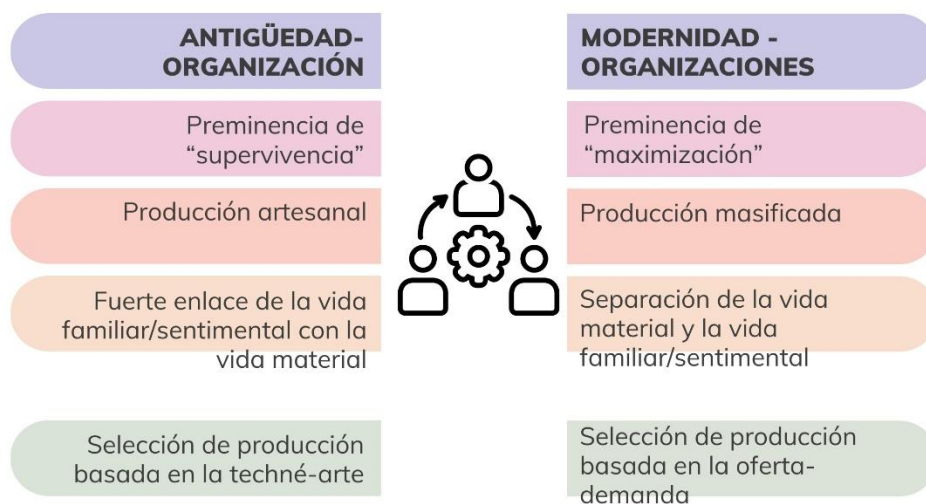 ANTIGÜEDAD-
ORGANIZACIÓN
MODERNIDAD -
ORGANIZACIONES
Preminencia de
“supervivencia”
Preminencia de
“maximización”
Producción artesanal
Producción masificada
Fuerte enlace de la vida
familiar/sentimental con la
vida material
Separación de la vida
material y la vida
familiar/sentimental
Selección de producción
basada en la techné-arte
Selección de producción
basada en la oferta-
demanda